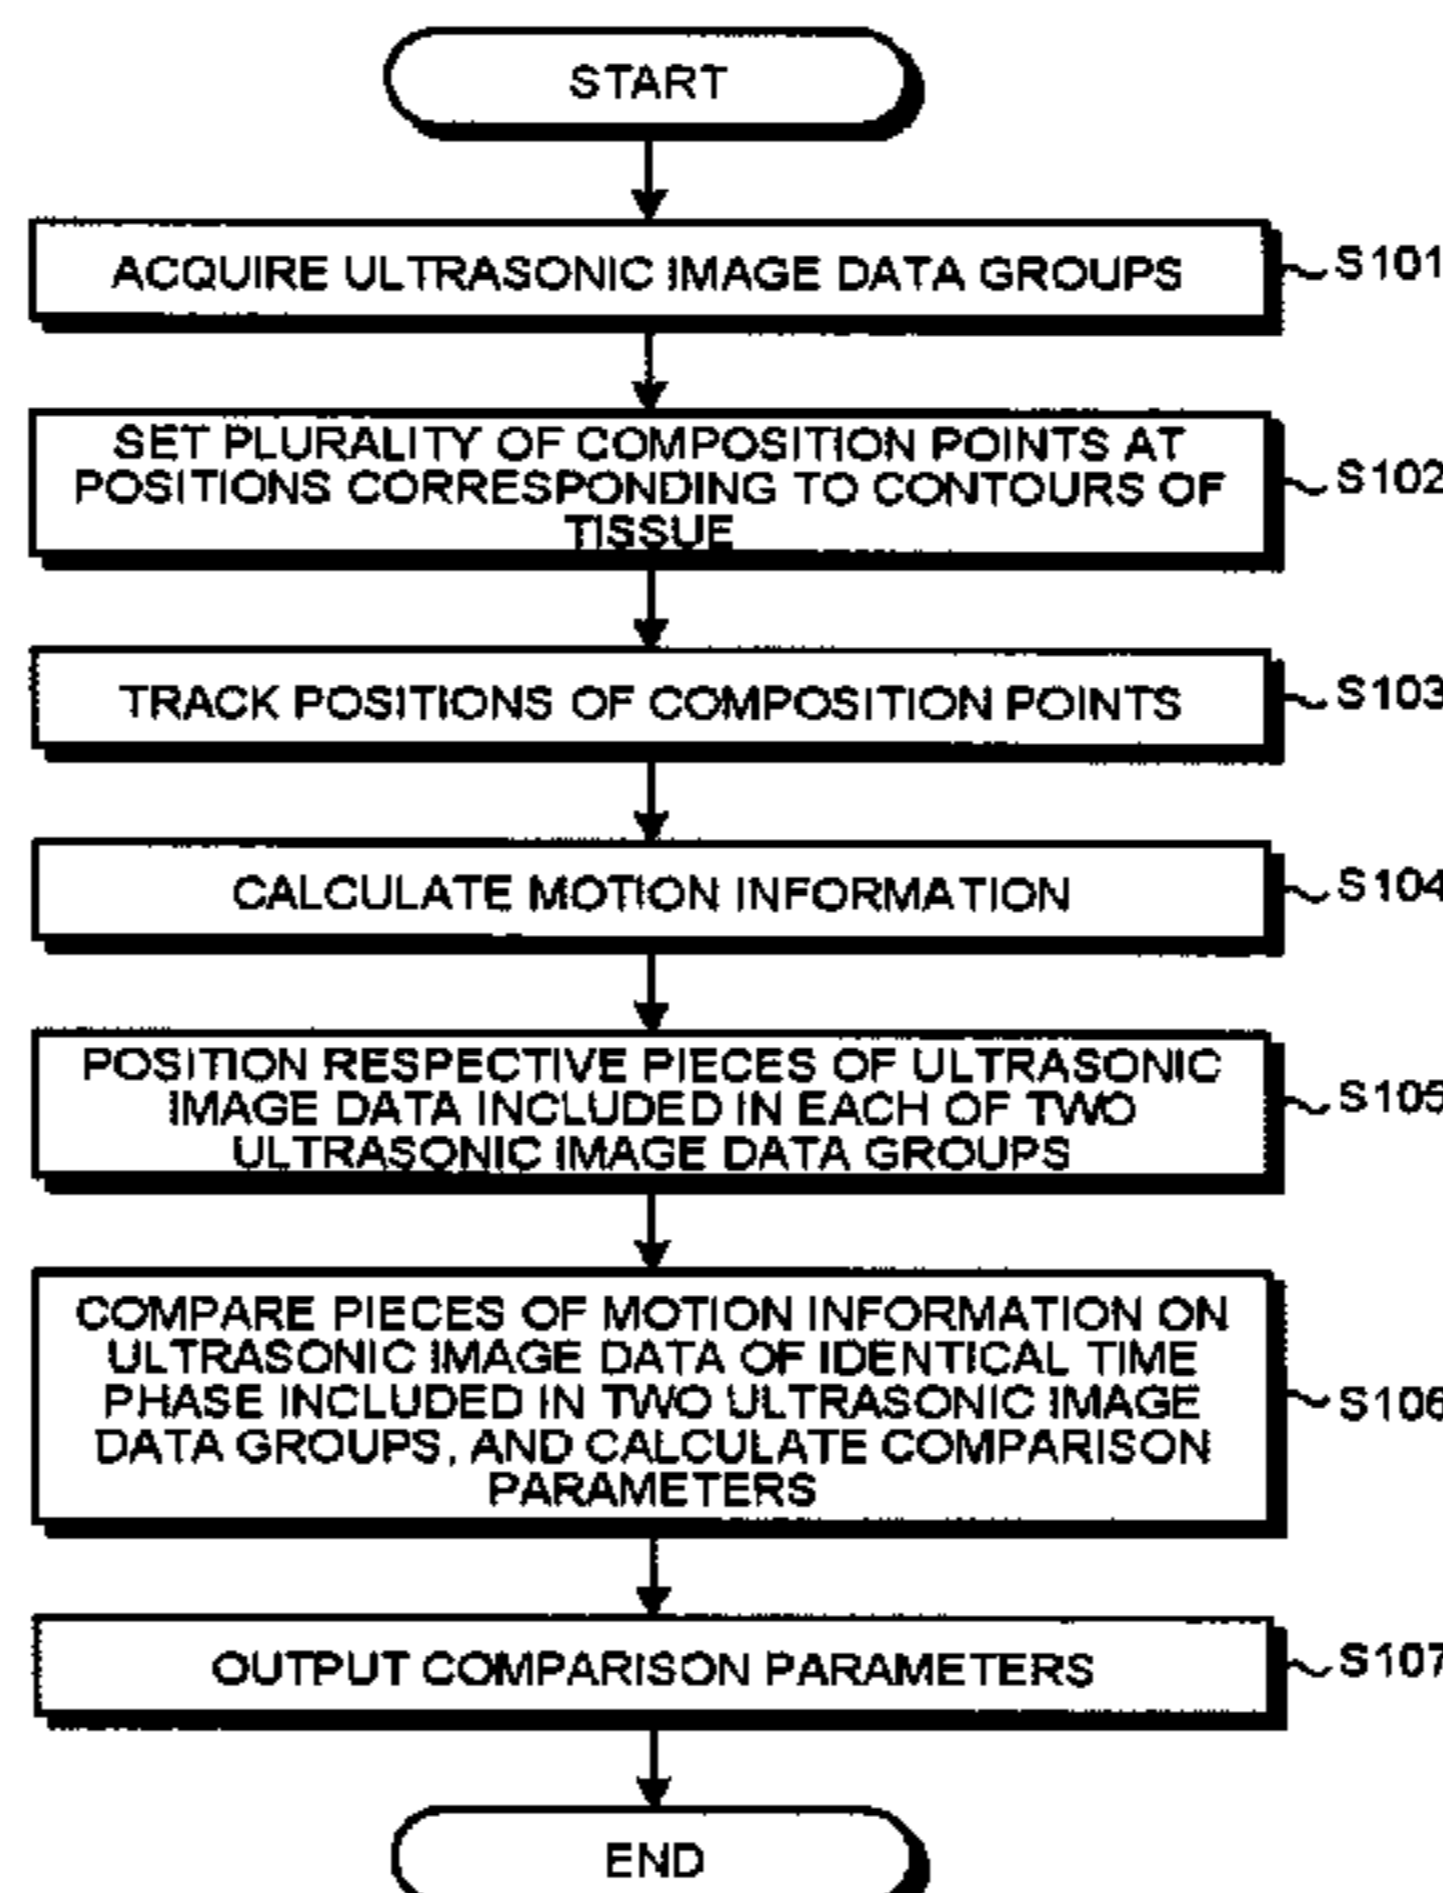 START
ACQUIRE ULTRASONIC IMAGE DATA GROUPS
S101
SET PLURALITY OF COMPOSITION POINTS AT
POSITIONS CORRESPONDING TO CONTOURS OF
TISSUE
S102
TRACK POSITIONS OF COMPOSITION POINTS
S103
CALCULATE MOTION INFORMATION
S104
POSITION RESPECTIVE PIECES OF ULTRASONIC
IMAGE DATA INCLUDED IN EACH OF TWO
ULTRASONIC IMAGE DATA GROUPS
S105
COMPARE PIECES OF MOTION INFORMATION ON
ULTRASONIC IMAGE DATA OF IDENTICAL TIME
PHASE INCLUDED IN TWO ULTRASONIC IMAGE
DATA GROUPS, AND CALCULATE COMPARISON
PARAMETERS
S106
OUTPUT COMPARISON PARAMETERS
S107
END